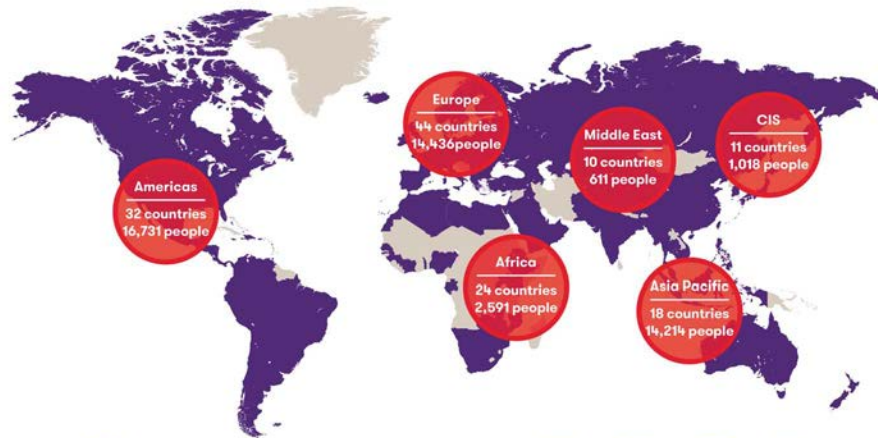 Europe
44 countries
14,436people
Middle East
10 countries
611 people
CIS
11 countries
1,018 people
Americas
32 countries
16,731 people
Africa
24 countries
2,591 people
Asia Pacific
18 countries
14,214 people